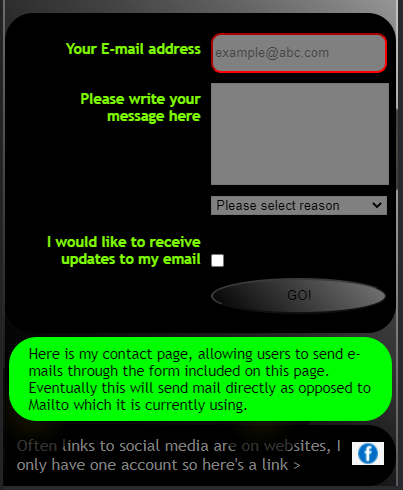 Your E-mail address
example@abc.com
Please write your
message here
Please select reason
I would like to receive
updates to my email
GO!
Here is my contact page, allowing users to send e-
mails through the form included on this page.
Eventually this will send mail directly as opposed to
Mailto which it is currently using.
Often links to social media are on websites, I
only have one account so here's a link >